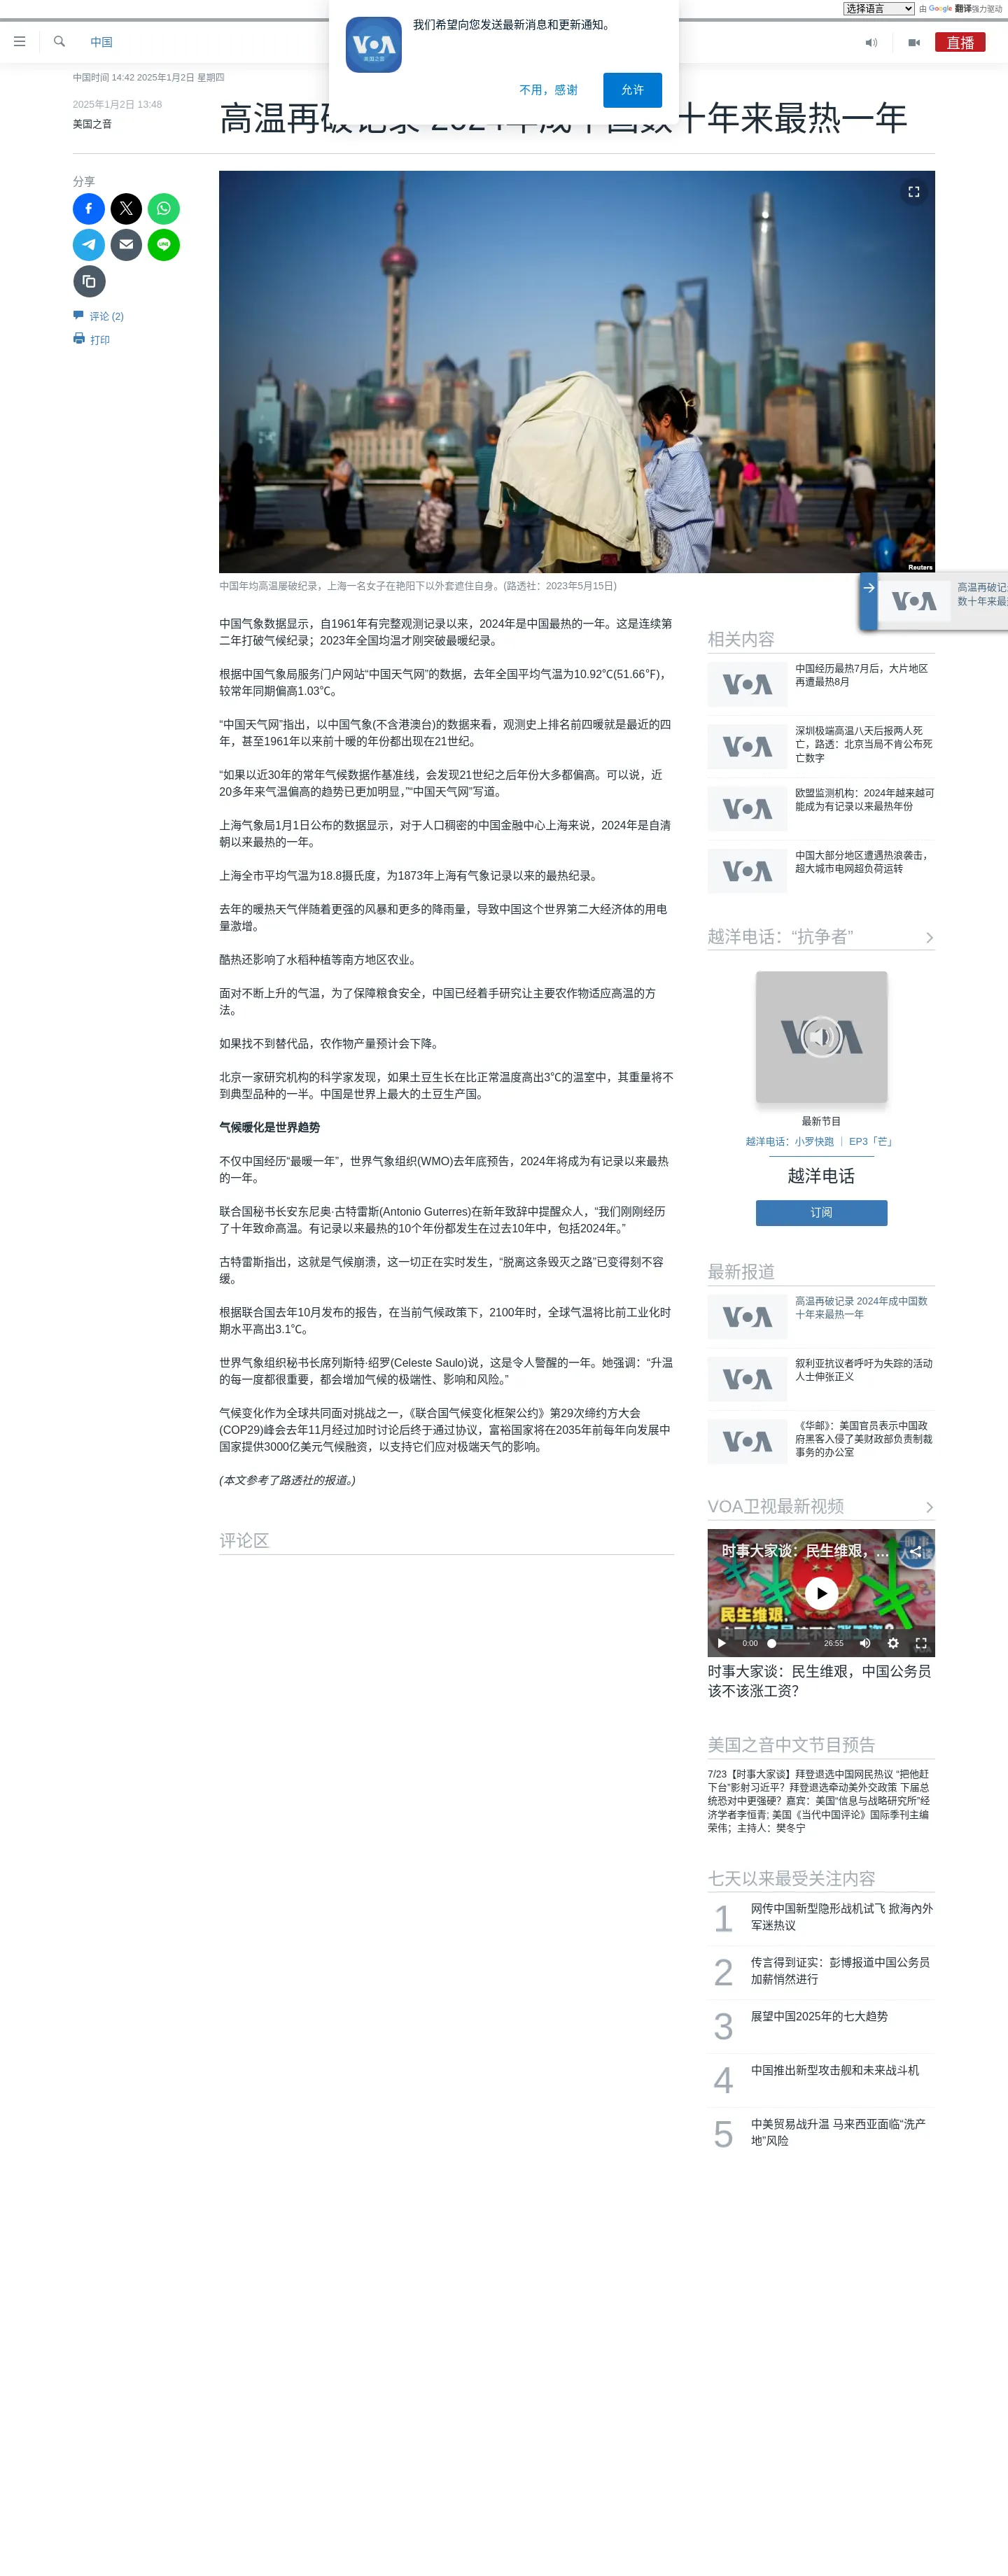 选择语言
由 Google 翻译强力驱动
我们希望向您发送最新消息和更新通知。
不用，感谢
允许
VOA
美国之音
中国
直播
中国时间 14:42 2025年1月2日 星期四
2025年1月2日 13:48
美国之音
高温再破记录 2024年成中国数十年来最热一年
分享
评论 (2)
打印
Reuters
中国年均高温屡破纪录，上海一名女子在艳阳下以外套遮住自身。(路透社：2023年5月15日)
高温再破记
数十年来最
中国气象数据显示，自1961年有完整观测记录以来，2024年是中国最热的一年。这是连续第
二年打破气候纪录；2023年全国均温才刚突破最暖纪录。
根据中国气象局服务门户网站“中国天气网”的数据，去年全国平均气温为10.92℃(51.66℉)，
较常年同期偏高1.03℃。
“中国天气网”指出，以中国气象(不含港澳台)的数据来看，观测史上排名前四暖就是最近的四
年，甚至1961年以来前十暖的年份都出现在21世纪。
“如果以近30年的常年气候数据作基准线，会发现21世纪之后年份大多都偏高。可以说，近
20多年来气温偏高的趋势已更加明显，”“中国天气网”写道。
上海气象局1月1日公布的数据显示，对于人口稠密的中国金融中心上海来说，2024年是自清
朝以来最热的一年。
上海全市平均气温为18.8摄氏度，为1873年上海有气象记录以来的最热纪录。
去年的暖热天气伴随着更强的风暴和更多的降雨量，导致中国这个世界第二大经济体的用电
量激增。
酷热还影响了水稻种植等南方地区农业。
面对不断上升的气温，为了保障粮食安全，中国已经着手研究让主要农作物适应高温的方
法。
如果找不到替代品，农作物产量预计会下降。
北京一家研究机构的科学家发现，如果土豆生长在比正常温度高出3℃的温室中，其重量将不
到典型品种的一半。中国是世界上最大的土豆生产国。
气候暖化是世界趋势
不仅中国经历“最暖一年”，世界气象组织(WMO)去年底预告，2024年将成为有记录以来最热
的一年。
联合国秘书长安东尼奥·古特雷斯(Antonio Guterres)在新年致辞中提醒众人，“我们刚刚经历
了十年致命高温。有记录以来最热的10个年份都发生在过去10年中，包括2024年。”
古特雷斯指出，这就是气候崩溃，这一切正在实时发生，“脱离这条毁灭之路”已变得刻不容
缓。
根据联合国去年10月发布的报告，在当前气候政策下，2100年时，全球气温将比前工业化时
期水平高出3.1℃。
世界气象组织秘书长席列斯特·绍罗(Celeste Saulo)说，这是令人警醒的一年。她强调：“升温
的每一度都很重要，都会增加气候的极端性、影响和风险。”
气候变化作为全球共同面对挑战之一，《联合国气候变化框架公约》第29次缔约方大会
(COP29)峰会去年11月经过加时讨论后终于通过协议，富裕国家将在2035年前每年向发展中
国家提供3000亿美元气候融资，以支持它们应对极端天气的影响。
(本文参考了路透社的报道。)
评论区
相关内容
中国经历最热7月后，大片地区
再遭最热8月
深圳极端高温八天后报两人死
亡，路透：北京当局不肯公布死
亡数字
欧盟监测机构：2024年越来越可
能成为有记录以来最热年份
中国大部分地区遭遇热浪袭击，
超大城市电网超负荷运转
越洋电话：“抗争者”
最新节目
越洋电话：小罗快跑 ｜ EP3「芒」
越洋电话
订阅
最新报道
高温再破记录 2024年成中国数
十年来最热一年
叙利亚抗议者呼吁为失踪的活动
人士伸张正义
《华邮》：美国官员表示中国政
府黑客入侵了美财政部负责制裁
事务的办公室
VOA卫视最新视频
时事大家谈：民生维艰，...
民生维艰，
中国公务员该不该涨工资？
0:00
26:55
时事大家谈：民生维艰，中国公务员
该不该涨工资？
美国之音中文节目预告
7/23【时事大家谈】拜登退选中国网民热议 “把他赶
下台”影射习近平？拜登退选牵动美外交政策 下届总
统恐对中更强硬？嘉宾：美国“信息与战略研究所”经
济学者李恒青; 美国《当代中国评论》国际季刊主编
荣伟；主持人：樊冬宁
七天以来最受关注内容
1 网传中国新型隐形战机试飞 掀海内外
军迷热议
2 传言得到证实：彭博报道中国公务员
加薪悄然进行
3 展望中国2025年的七大趋势
4 中国推出新型攻击舰和未来战斗机
5 中美贸易战升温 马来西亚面临“洗产
地”风险